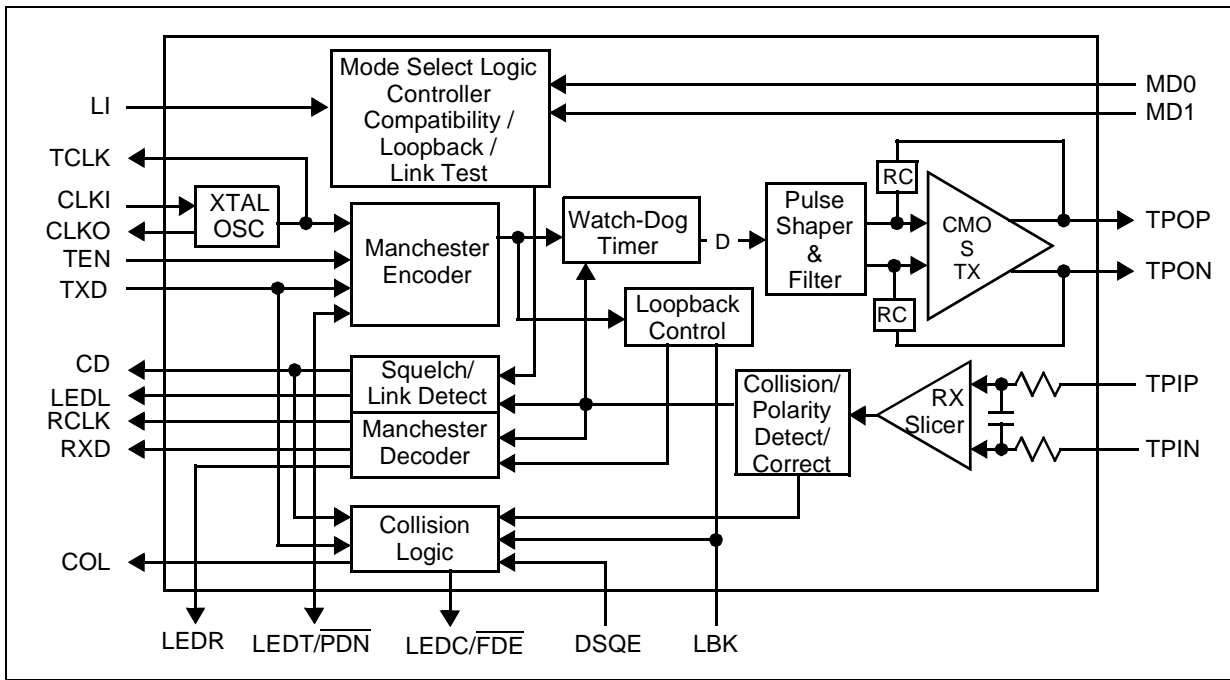 Mode Select Logic
Controller
Compatibility /
Loopback /
Link Test
LI
MD0
MD1
TCLK
CLKI
CLKO
TEN
TXD
XTAL
OSC
Manchester
Encoder
Watch-Dog
Timer
D
Pulse
Shaper
&
Filter
RC
CMO
S
TX
RC
TPOP
TPON
Loopback
Control
CD
LEDL
RCLK
RXD
Squelch/
Link Detect
Manchester
Decoder
Collision/
Polarity
Detect/
Correct
RX
Slicer
TPIP
TPIN
COL
Collision
Logic
LEDR
LEDT/PDN
LEDC/FDE
DSQE
LBK